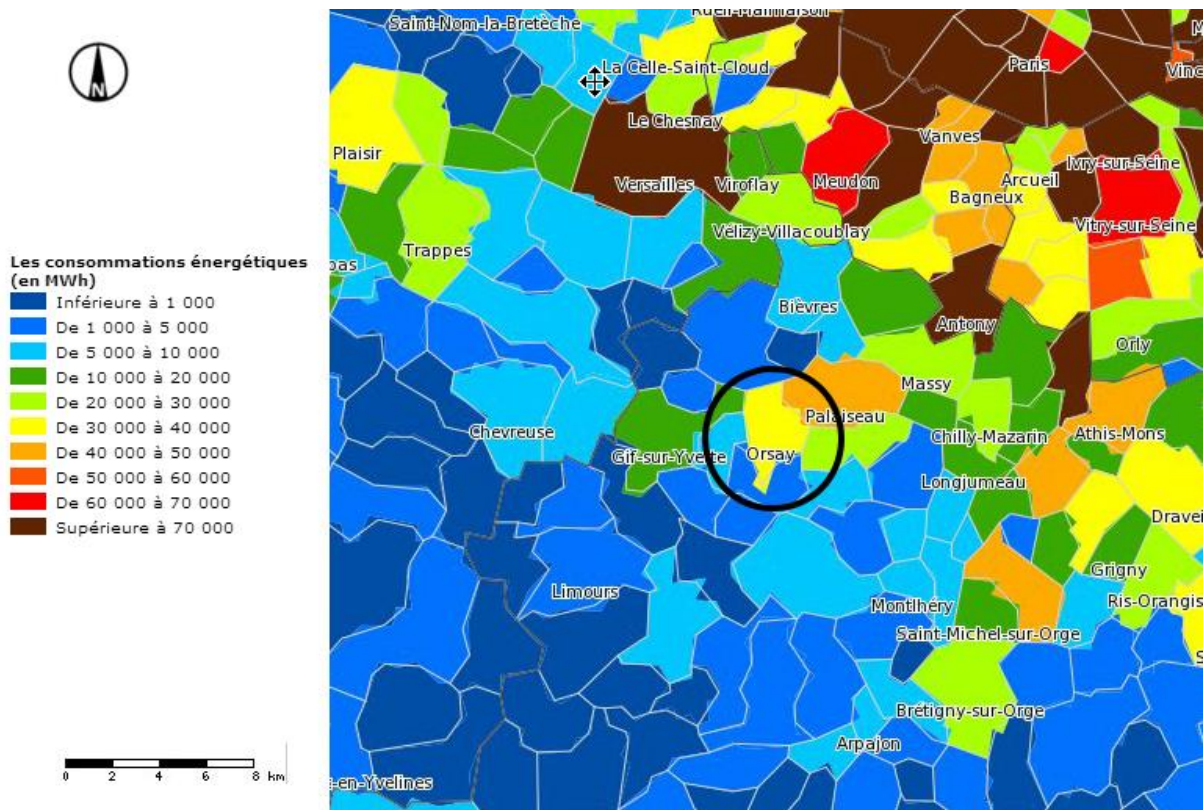 Saint-Nom-la-Bretèche
Rueil-Malmaison
La Celle-Saint-Cloud
Paris
Le Chesnay
Vanves
Plaisir
Versailles
Viroflay
Meudon
Arcueil
Ivry-sur-Seine
Bagneux
Trappes
Vélizy-Villacoublay
Vitry-sur-Seine
Bièvres
Antony
Orly
Massy
Palaiseau
Chevreuse
Gif-sur-Yvette
Orsay
Chilly-Mazarin
Athis-Mons
Longjumeau
Dravei
Grigny
Limours
Montlhéry
Ris-Orangis
Saint-Michel-sur-Orge
Brétigny-sur-Orge
Arpajon
-en-Yvelines
N
Les consommations énergétiques
(en MWh)
Inférieure à 1 000
De 1 000 à 5 000
De 5 000 à 10 000
De 10 000 à 20 000
De 20 000 à 30 000
De 30 000 à 40 000
De 40 000 à 50 000
De 50 000 à 60 000
De 60 000 à 70 000
Supérieure à 70 000
0 2 4 6 8 km